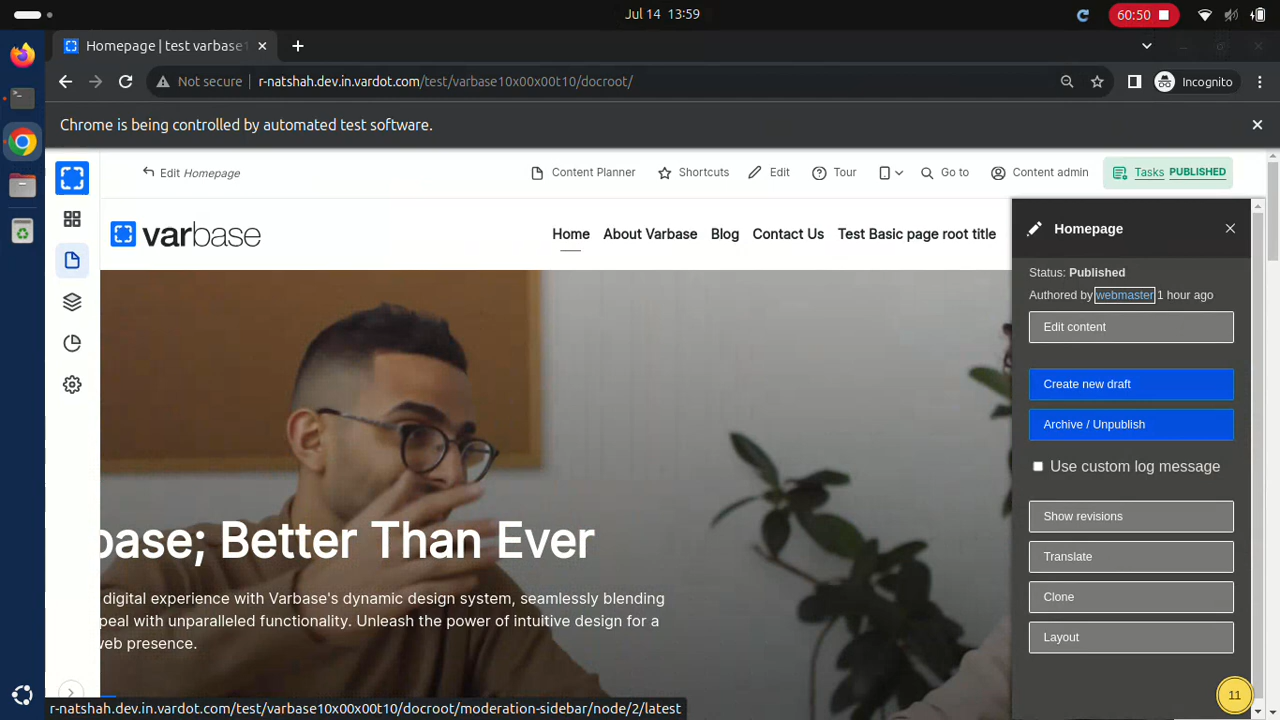 Jul 14 13:59
60:50
Homepage | test varbase1
Not secure
r-natshah.dev.in.vardot.com/test/varbase10x00x00t10/docroot/
Incognito
Chrome is being controlled by automated test software.
Edit Homepage
Content Planner
Shortcuts
Edit
Tour
Go to
Content admin
Tasks PUBLISHED
varbase
Home
About Varbase
Blog
Contact Us
Test Basic page root title
Homepage
Status: Published
Authored by webmaster 1 hour ago
Edit content
Create new draft
Archive / Unpublish
Use custom log message
Show revisions
Translate
Clone
Layout
base; Better Than Ever
digital experience with Varbase's dynamic design system, seamlessly blending
peal with unparalleled functionality. Unleash the power of intuitive design for a
web presence.
11
r-natshah.dev.in.vardot.com/test/varbase10x00x00t10/docroot/moderation-sidebar/node/2/latest